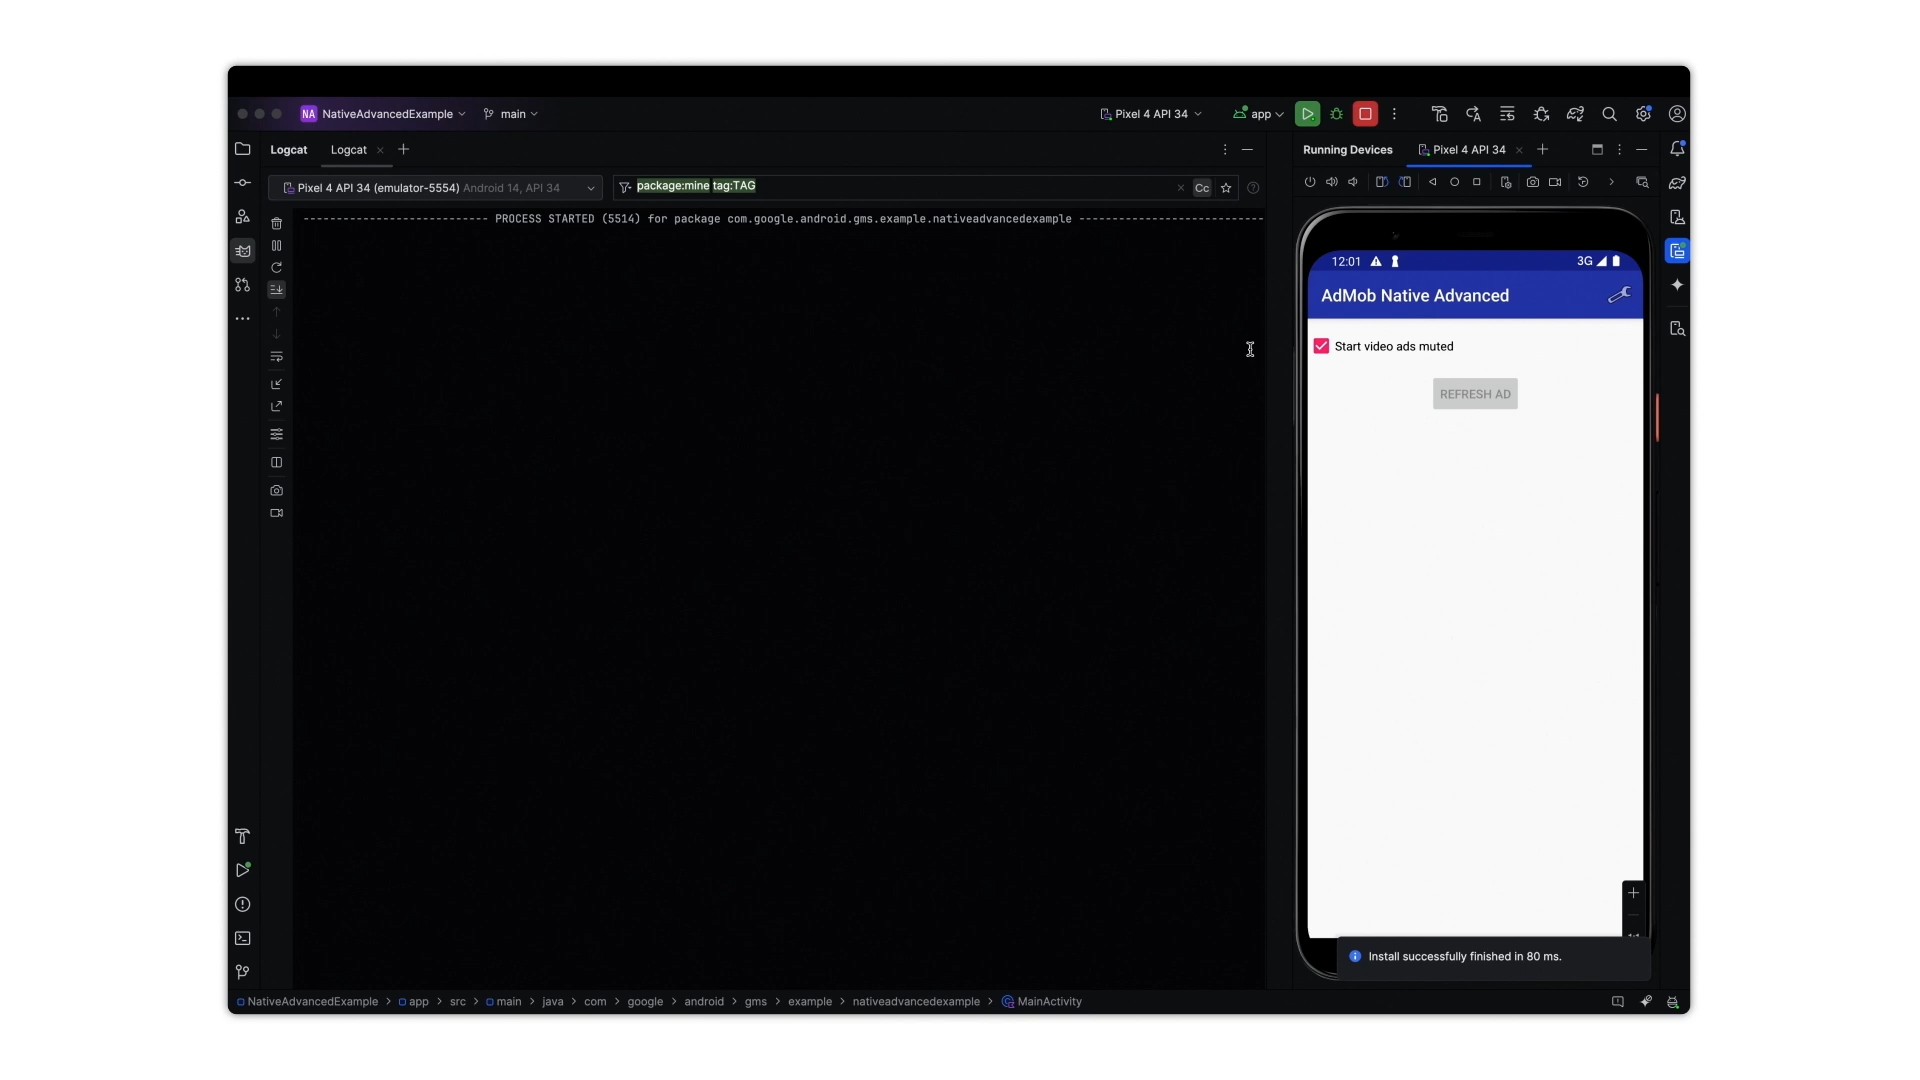 NA NativeAdvancedExample main Pixel 4 API 34 app
Logcat Logcat
Running Devices Pixel 4 API 34
Pixel 4 API 34 (emulator-5554) Android 14, API 34
package:mine tag:TAG
Cc
---------------------------- PROCESS STARTED (5514) for package com.google.android.gms.example.nativeadvancedexample ----------------------------
12:01 3G
AdMob Native Advanced
Start video ads muted
REFRESH AD
Install successfully finished in 80 ms.
NativeAdvancedExample > app > src > main > java > com > google > android > gms > example > nativeadvancedexample > MainActivity